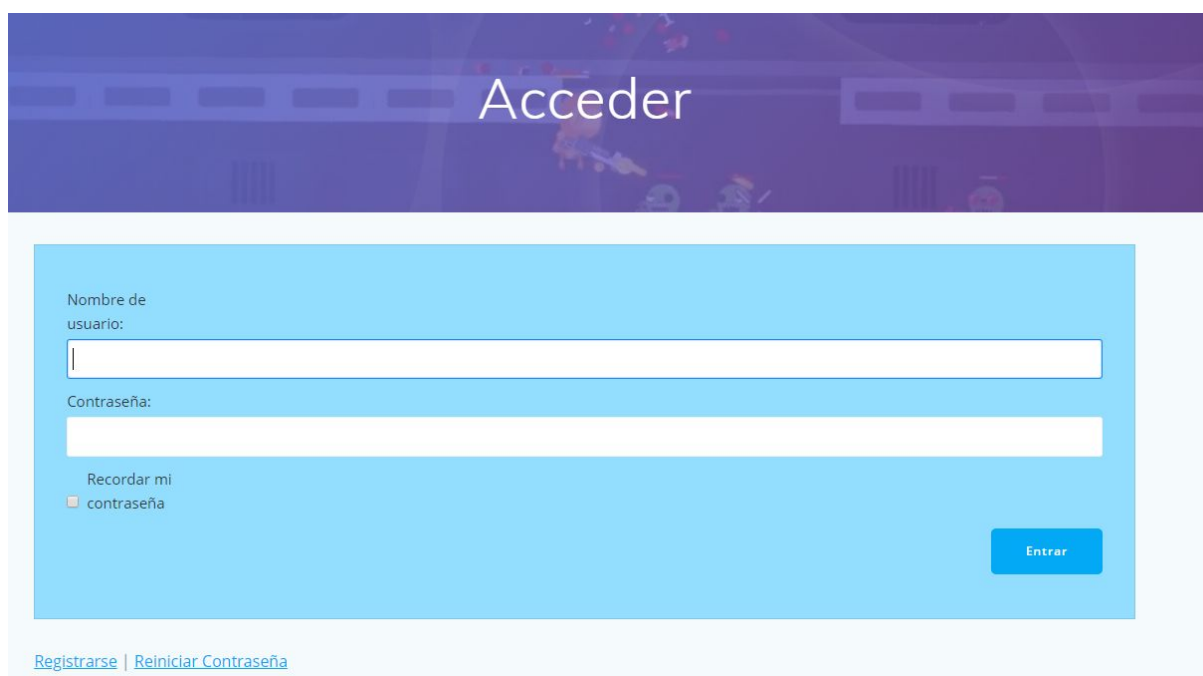 Acceder
Nombre de
usuario:
Contraseña:
Recordar mi
contraseña
Entrar
Registrarse | Reiniciar Contraseña